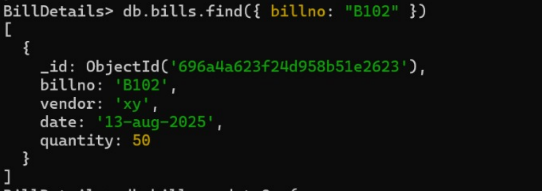 BillDetails> db.bills.find({ billno: "B102" })
[
  {
    _id: ObjectId('696a4a623f24d958b51e2623'),
    billno: 'B102',
    vendor: 'xy',
    date: '13-aug-2025',
    quantity: 50
  }
]